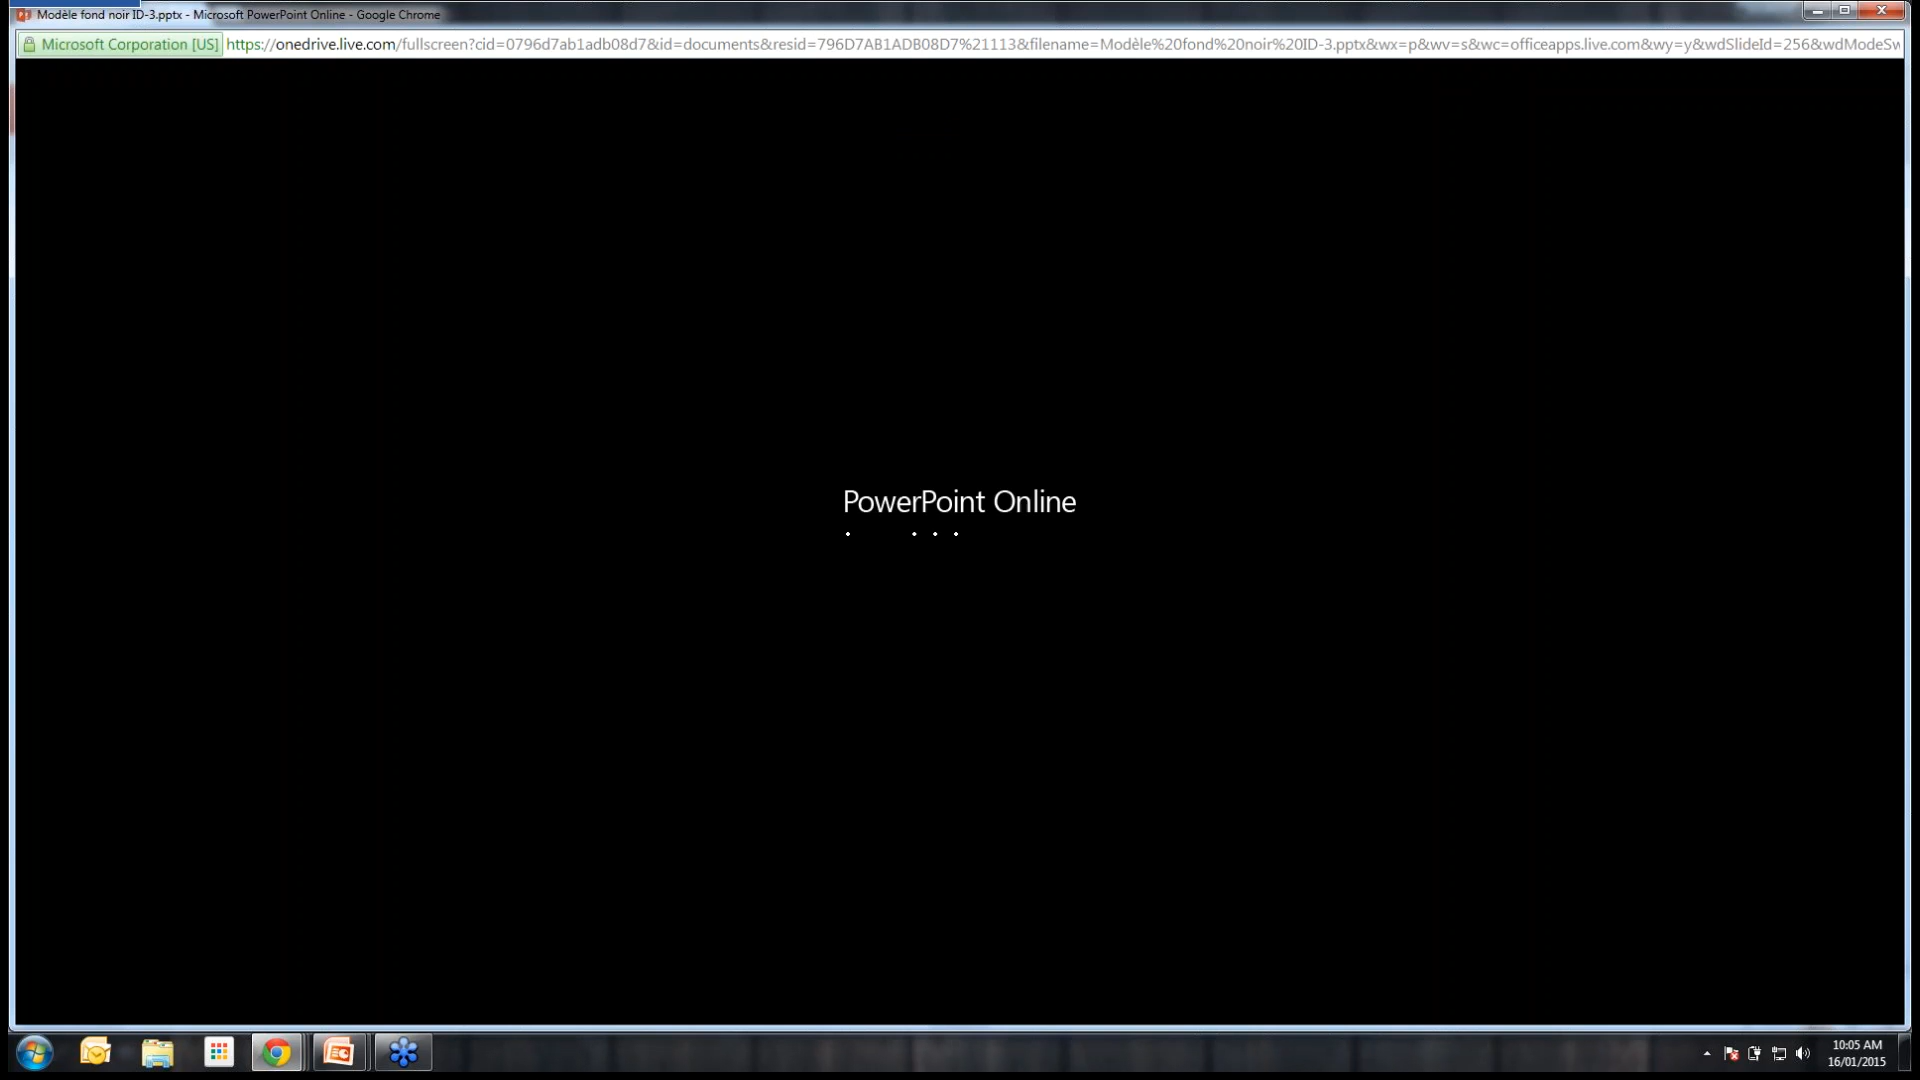 Modèle fond noir ID-3.pptx - Microsoft PowerPoint Online - Google Chrome
Microsoft Corporation [US] https://onedrive.live.com/fullscreen?cid=0796d7ab1adb08d7&id=documents&resid=796D7AB1ADB08D7%21113&filename=Modèle%20fond%20noir%20ID-3.pptx&wx=p&wv=s&wc=officeapps.live.com&wy=y&wdSlideId=256&wdModeSw
PowerPoint Online
10:05 AM
16/01/2015